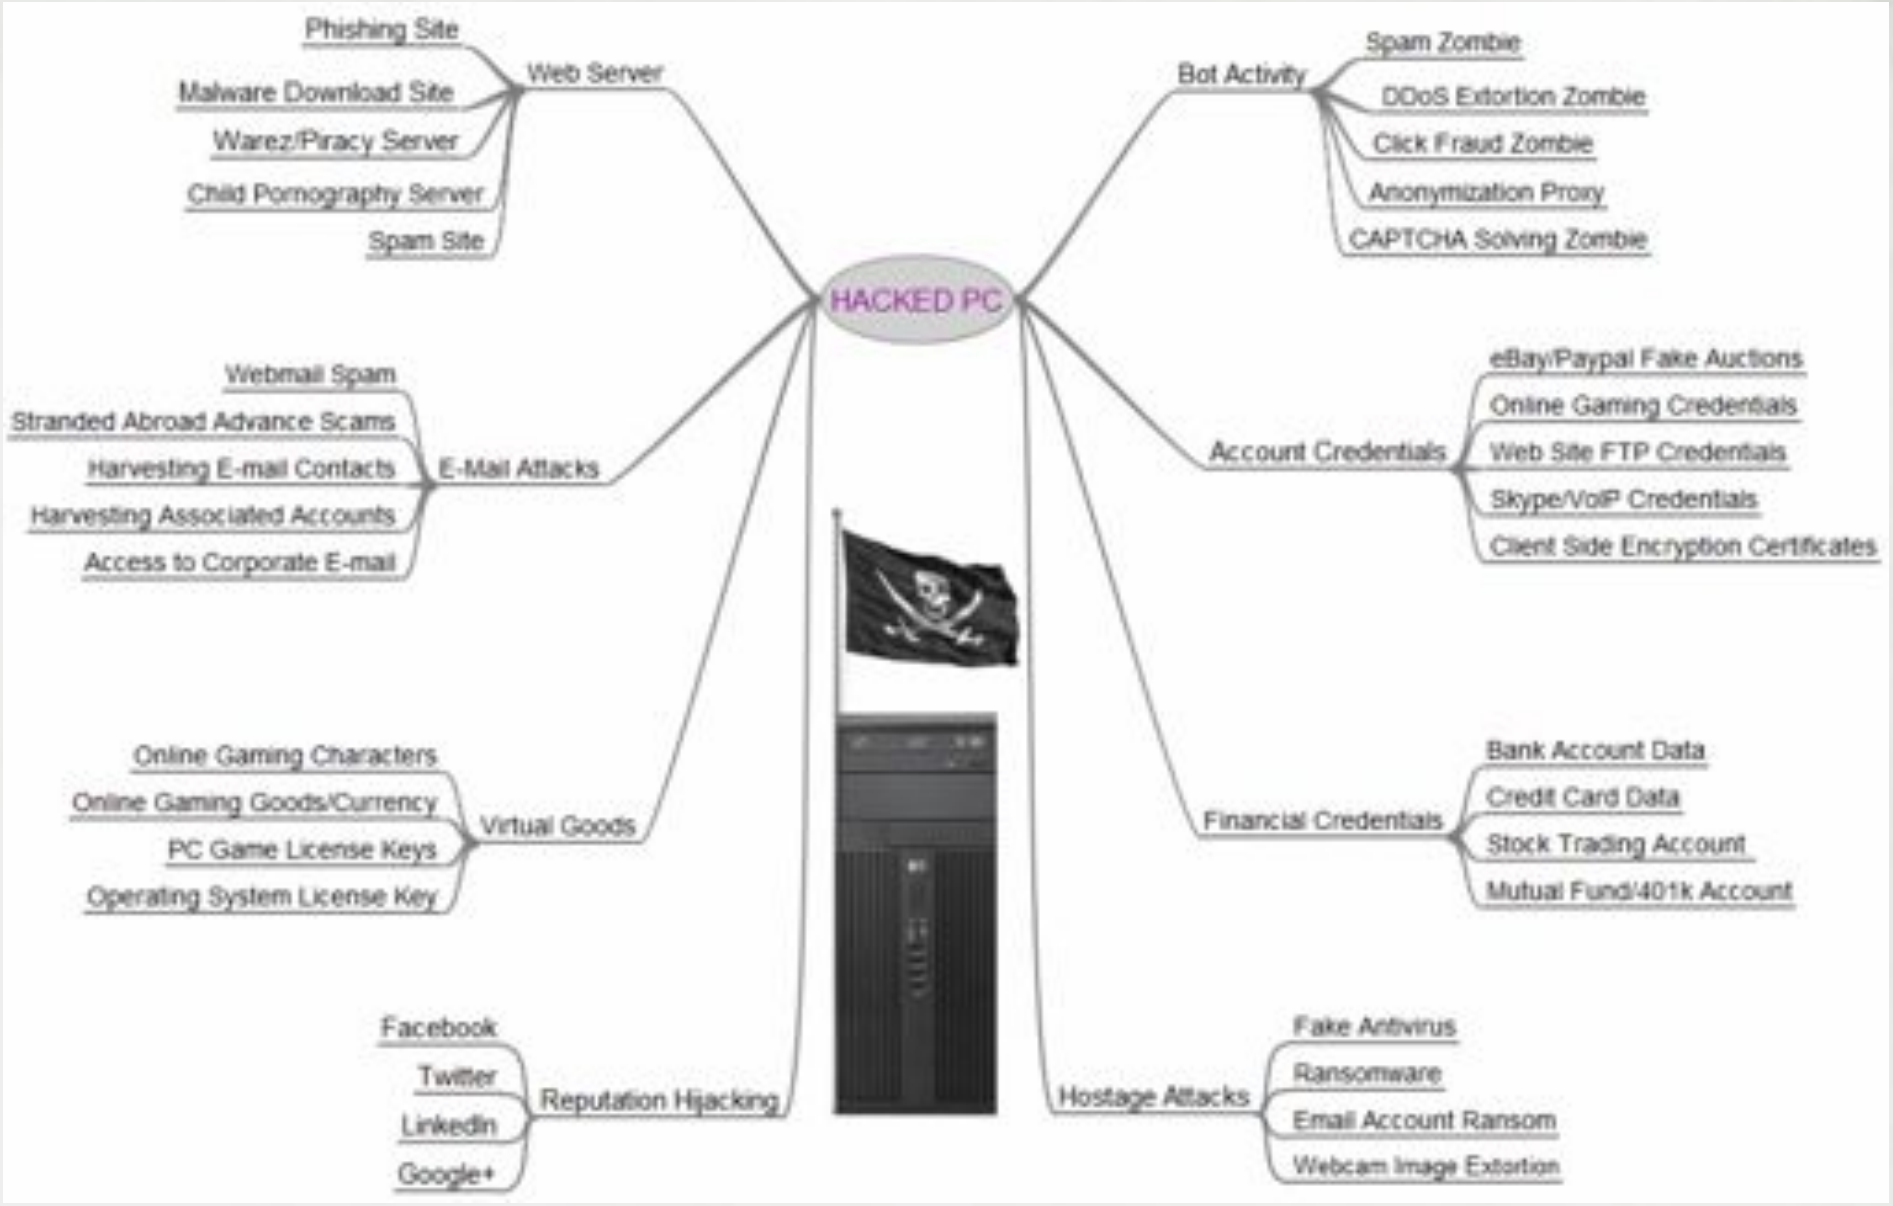 Phishing Site
Malware Download Site
Warez/Piracy Server
Child Pornography Server
Spam Site
Web Server
Webmail Spam
Stranded Abroad Advance Scams
Harvesting E-mail Contacts
Harvesting Associated Accounts
Access to Corporate E-mail
E-Mail Attacks
Online Gaming Characters
Online Gaming Goods/Currency
PC Game License Keys
Operating System License Key
Virtual Goods
Facebook
Twitter
LinkedIn
Google+
Reputation Hijacking
HACKED PC
Bot Activity
Spam Zombie
DDoS Extortion Zombie
Click Fraud Zombie
Anonymization Proxy
CAPTCHA Solving Zombie
Account Credentials
eBay/Paypal Fake Auctions
Online Gaming Credentials
Web Site FTP Credentials
Skype/VoIP Credentials
Client Side Encryption Certificates
Financial Credentials
Bank Account Data
Credit Card Data
Stock Trading Account
Mutual Fund/401k Account
Hostage Attacks
Fake Antivirus
Ransomware
Email Account Ransom
Webcam Image Extortion